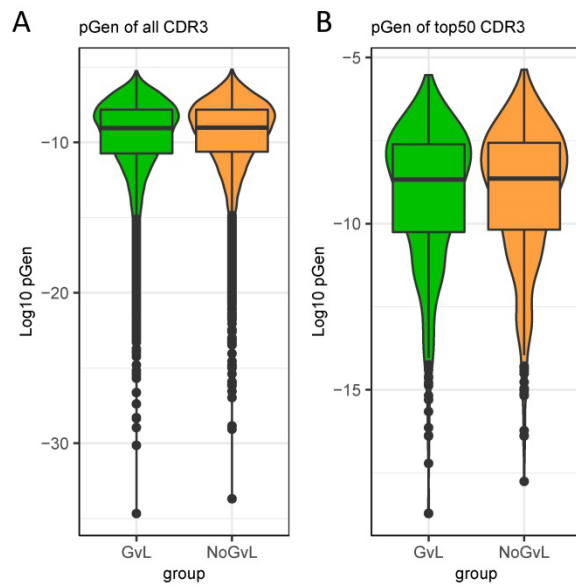 A
pGen of all CDR3
Log10 pGen
−10
−20
−30
GvL
NoGvL
group
B
pGen of top50 CDR3
Log10 pGen
−5
−10
−15
GvL
NoGvL
group